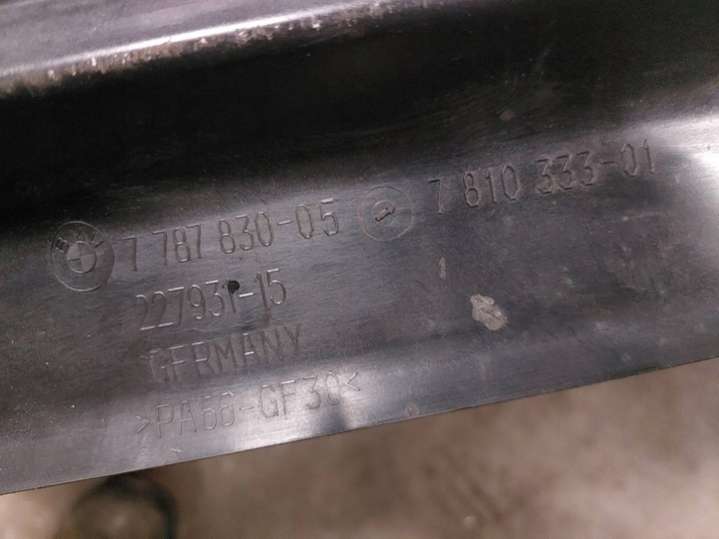 7 787 830-05 7 810 333-01
227931-15
GERMANY
>PA66-GF30<